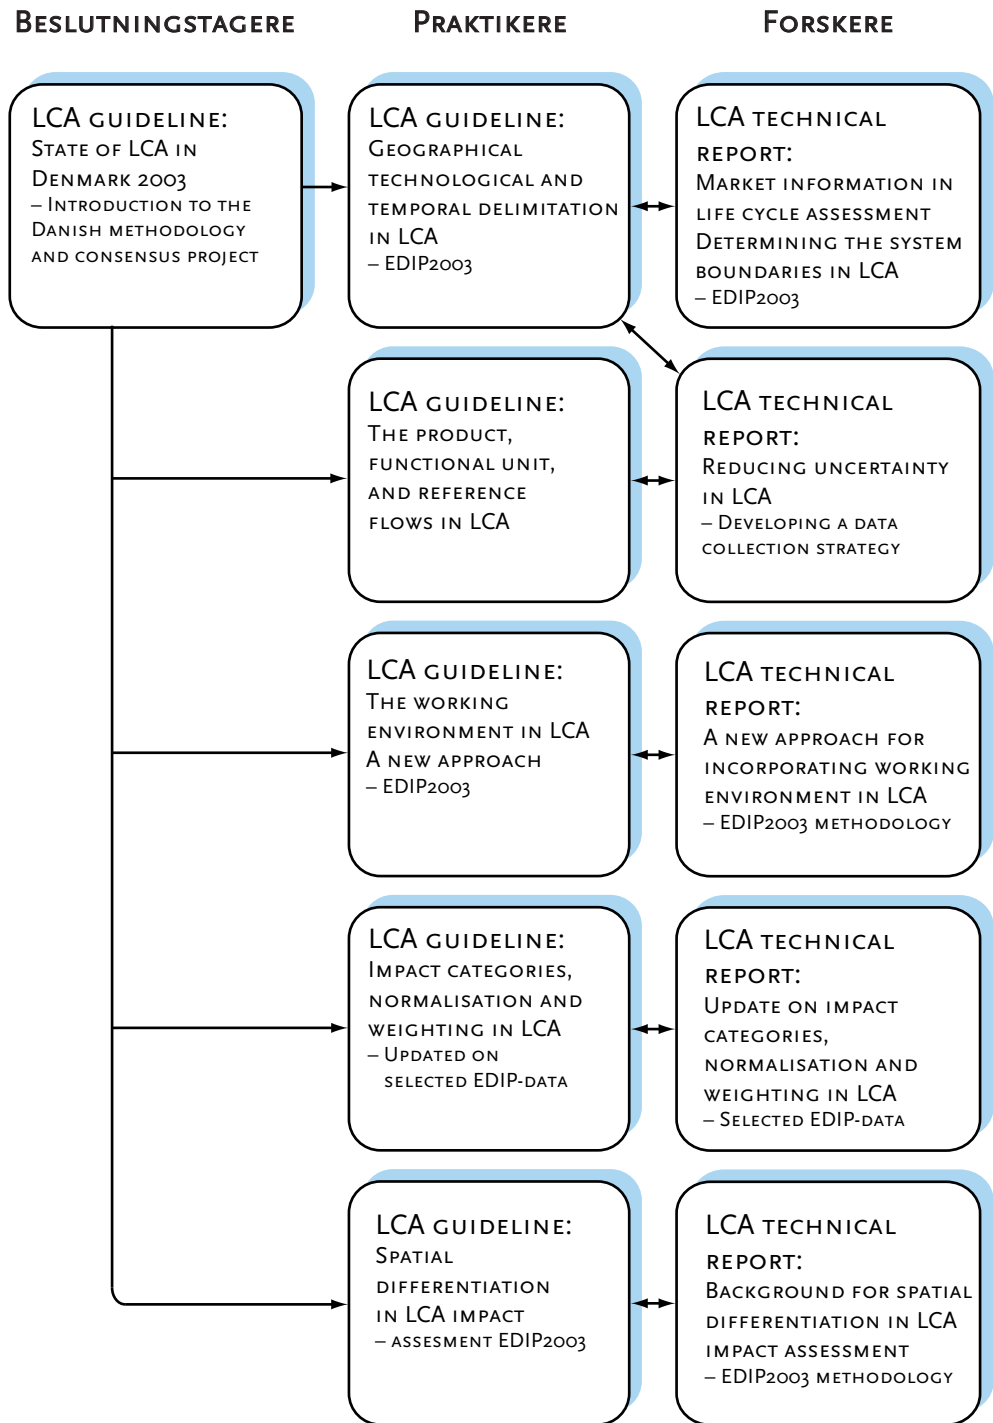 Beslutningstagere
Praktikere
Forskere
LCA guideline:
State of LCA in
Denmark 2003
– Introduction to the
Danish methodology
and consensus project
LCA guideline:
Geographical
technological and
temporal delimitation
in LCA
– EDIP2003
LCA technical
report:
Market information in
life cycle assessment
Determining the system
boundaries in LCA
– EDIP2003
LCA guideline:
The product,
functional unit,
and reference
flows in LCA
LCA technical
report:
Reducing uncertainty
in LCA
– Developing a data
collection strategy
LCA guideline:
The working
environment in LCA
A new approach
– EDIP2003
LCA technical
report:
A new approach for
incorporating working
environment in LCA
– EDIP2003 methodology
LCA guideline:
Impact categories,
normalisation and
weighting in LCA
– Updated on
selected EDIP-data
LCA technical
report:
Update on impact
categories,
normalisation and
weighting in LCA
– Selected EDIP-data
LCA guideline:
Spatial
differentiation
in LCA impact
– assesment EDIP2003
LCA technical
report:
Background for spatial
differentiation in LCA
impact assessment
– EDIP2003 methodology